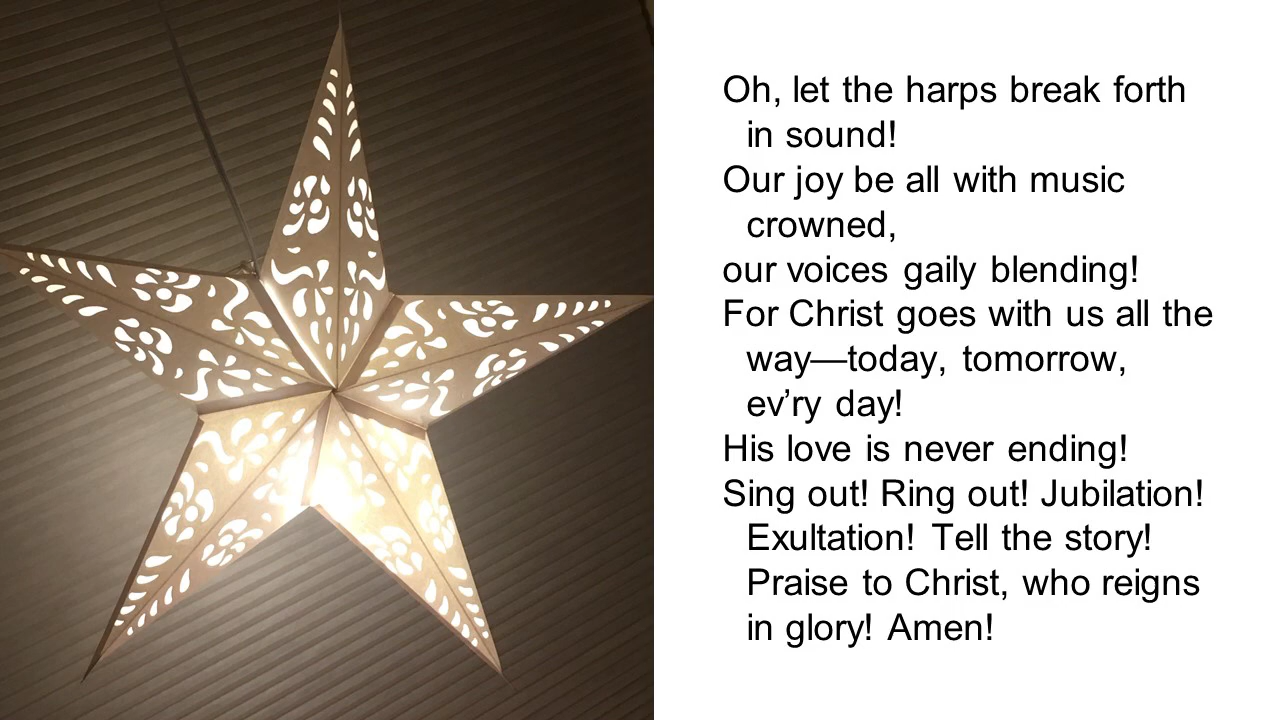 Oh, let the harps break forth
in sound!
Our joy be all with music
crowned,
our voices gaily blending!
For Christ goes with us all the
way—today, tomorrow,
ev’ry day!
His love is never ending!
Sing out! Ring out! Jubilation!
Exultation! Tell the story!
Praise to Christ, who reigns
in glory! Amen!